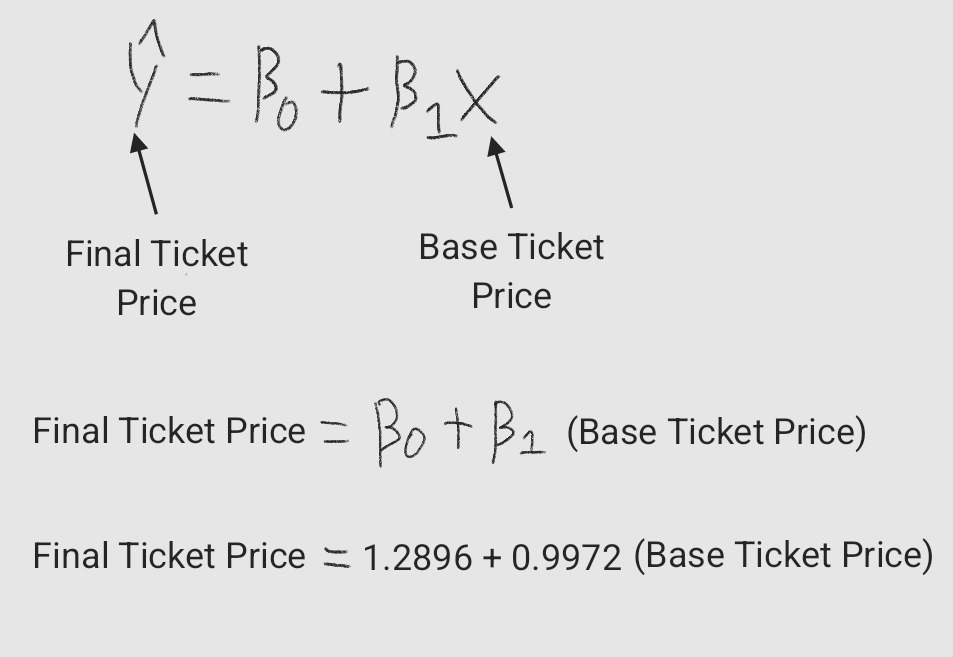 ŷ = β₀ + β₁x
Final Ticket
Price
Base Ticket
Price
Final Ticket Price = β₀ + β₁ (Base Ticket Price)
Final Ticket Price = 1.2896 + 0.9972 (Base Ticket Price)